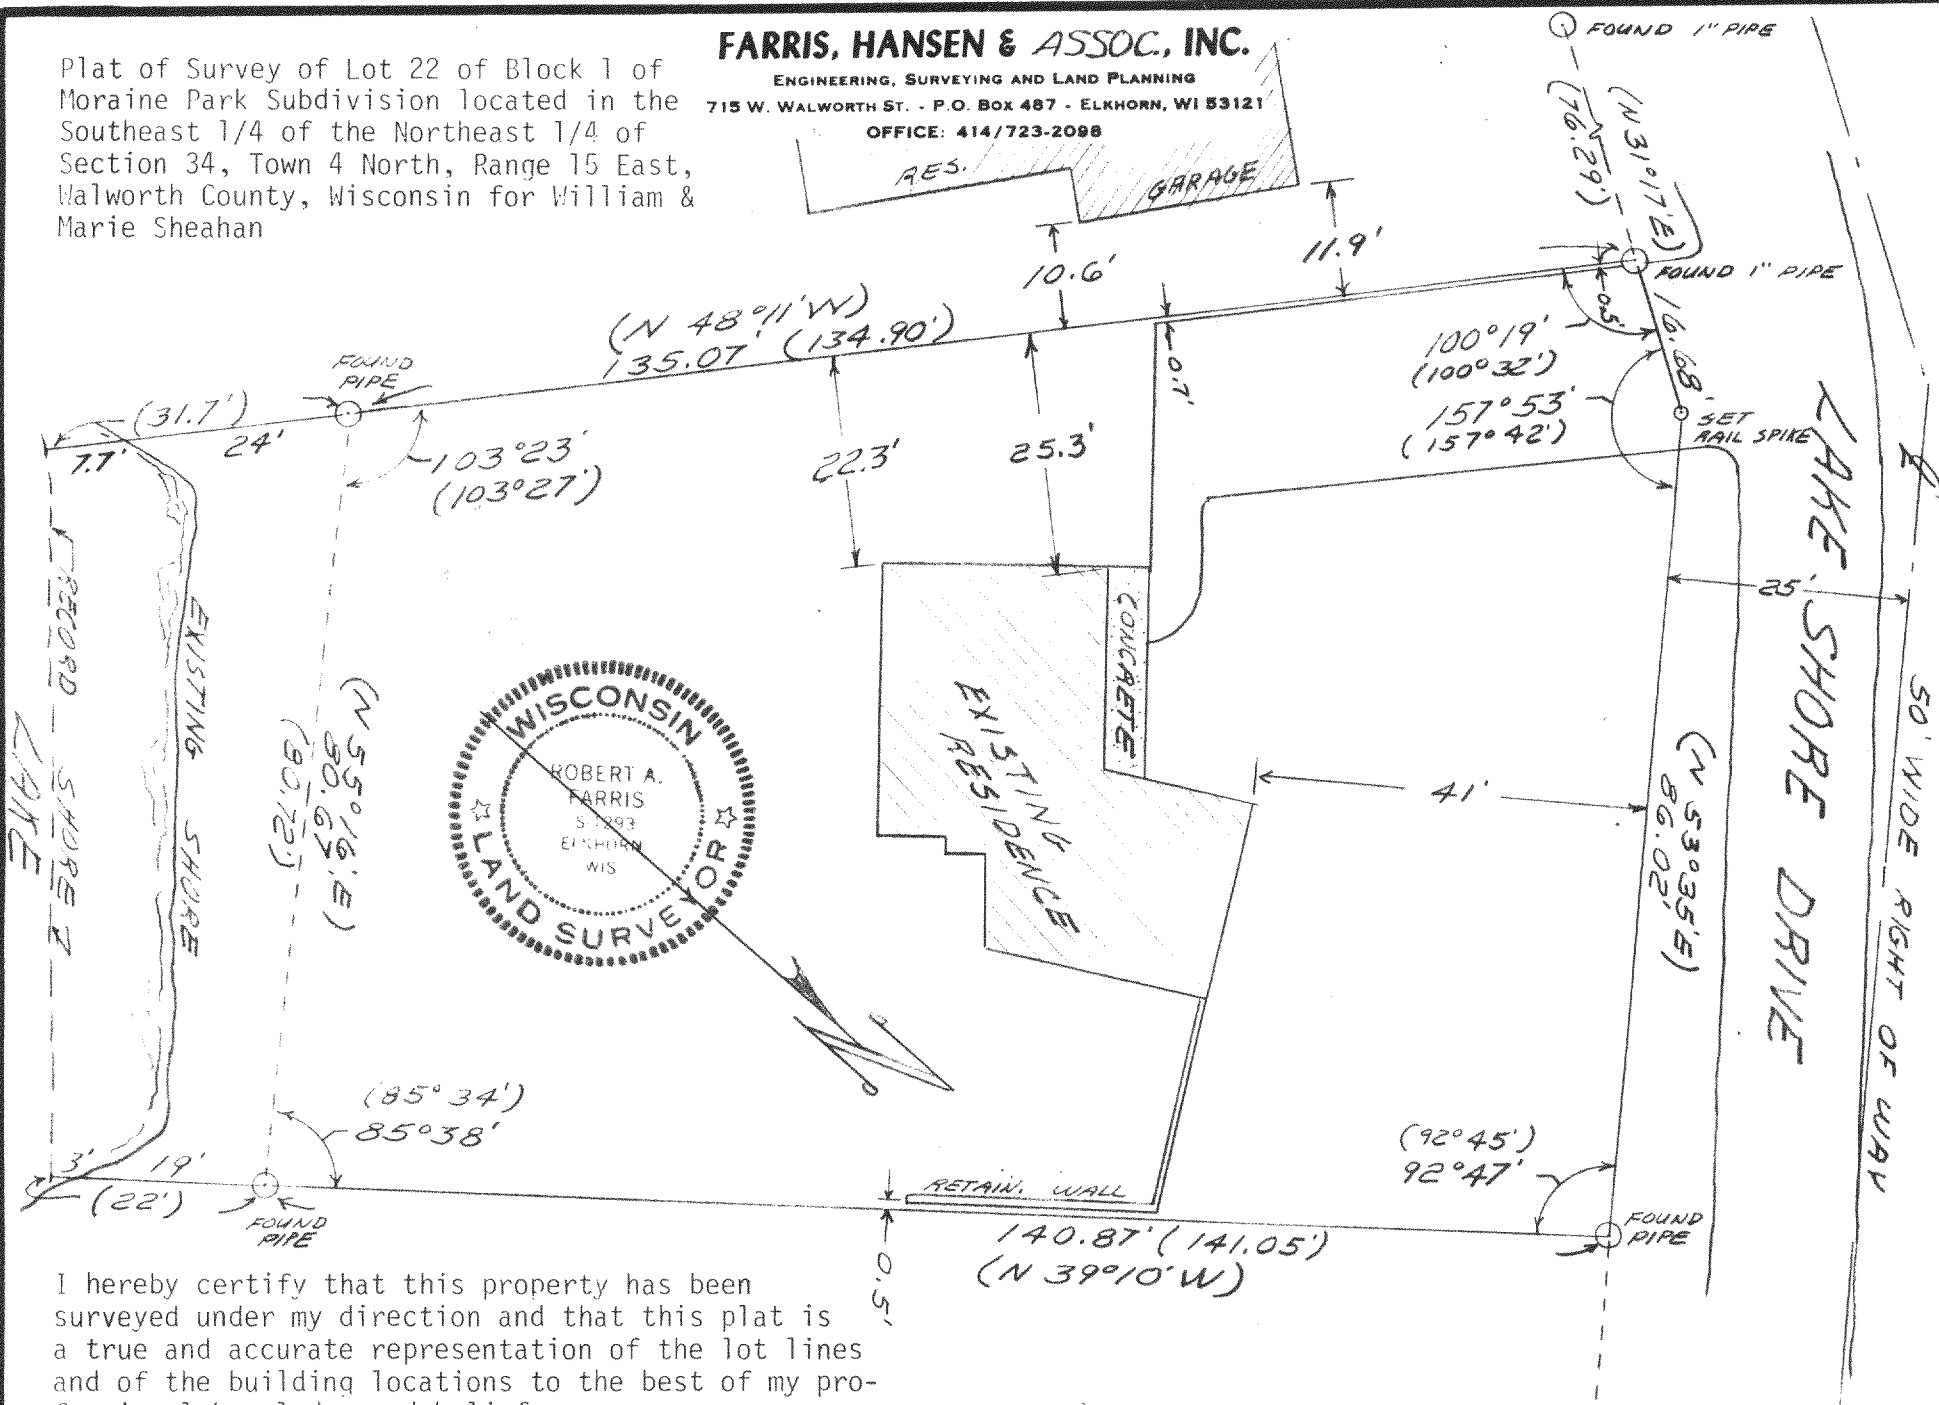 FARRIS, HANSEN & ASSOC., INC.
ENGINEERING, SURVEYING AND LAND PLANNING
715 W. WALWORTH ST. - P.O. BOX 487 - ELKHORN, WI 53121
OFFICE: 414/723-2098
Plat of Survey of Lot 22 of Block 1 of
Moraine Park Subdivision located in the
Southeast 1/4 of the Northeast 1/4 of
Section 34, Town 4 North, Range 15 East,
Walworth County, Wisconsin for William &
Marie Sheahan
FOUND 1" PIPE
(N 31°17'E)
(76.29')
RES.
GARAGE
10.6'
11.9'
FOUND 1" PIPE
0.5'
16.68'
(N 48°11'W)
135.07' (134.90')
FOUND
PIPE
(31.7')
24'
7.7'
103°23'
(103°27')
22.3'
25.3'
0.7'
100°19'
(100°32')
157°53'
(157°42')
SET
RAIL SPIKE
25'
LAKE SHORE DRIVE
50' WIDE RIGHT OF WAY
RECORD SHORE
LAKE
EXISTING SHORE
(N 55°16'E)
80.67'
(80.72')
WISCONSIN
LAND SURVEYOR
ROBERT A.
FARRIS
S-1293
ELKHORN
WIS
CONCRETE
EXISTING
RESIDENCE
41'
(N 53°35'E)
86.02'
(85°34')
85°38'
(92°45')
92°47'
3'
19'
(22')
FOUND
PIPE
RETAIN. WALL
0.5'
140.87' (141.05')
(N 39°10'W)
FOUND
PIPE
I hereby certify that this property has been
surveyed under my direction and that this plat is
a true and accurate representation of the lot lines
and of the building locations to the best of my pro-